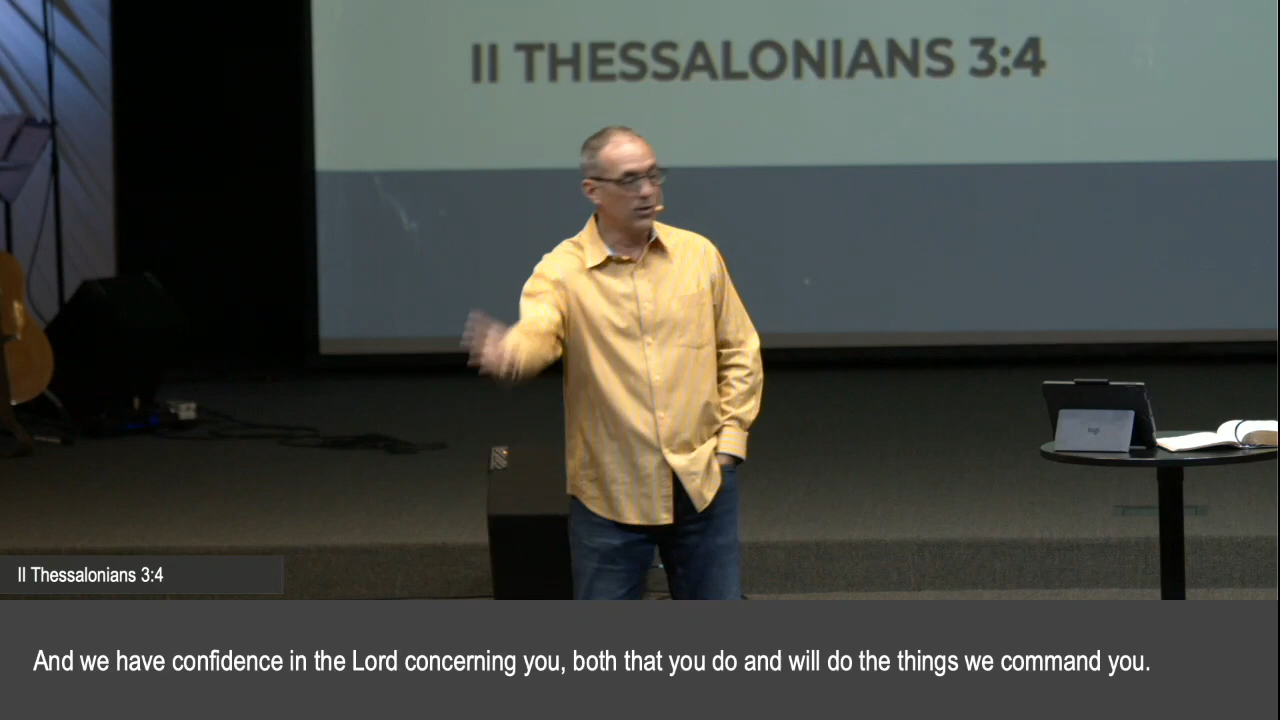 II THESSALONIANS 3:4
II Thessalonians 3:4
And we have confidence in the Lord concerning you, both that you do and will do the things we command you.